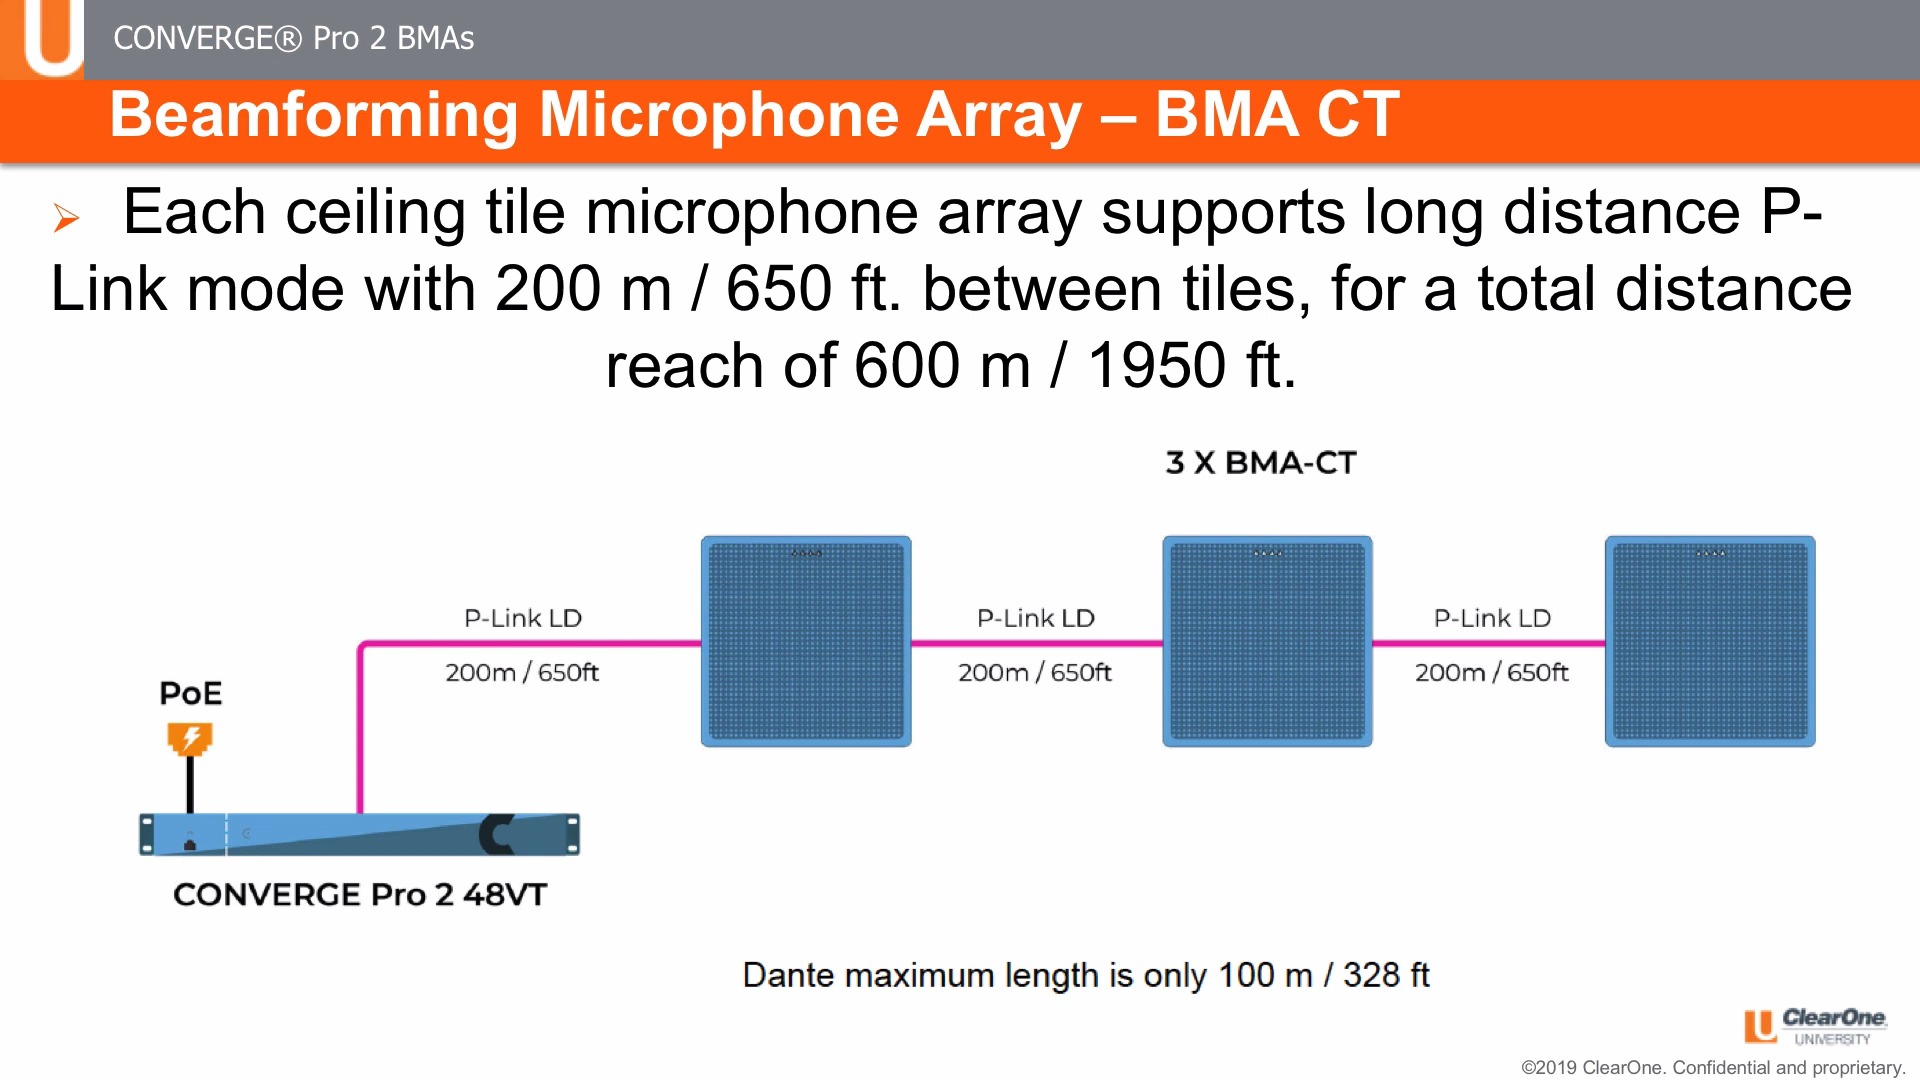 CONVERGE® Pro 2 BMAs
Beamforming Microphone Array – BMA CT
➢ Each ceiling tile microphone array supports long distance P-
Link mode with 200 m / 650 ft. between tiles, for a total distance
reach of 600 m / 1950 ft.
3 X BMA-CT
P-Link LD
200m / 650ft
P-Link LD
200m / 650ft
P-Link LD
200m / 650ft
PoE
CONVERGE Pro 2 48VT
Dante maximum length is only 100 m / 328 ft
ClearOne
UNIVERSITY
©2019 ClearOne. Confidential and proprietary.